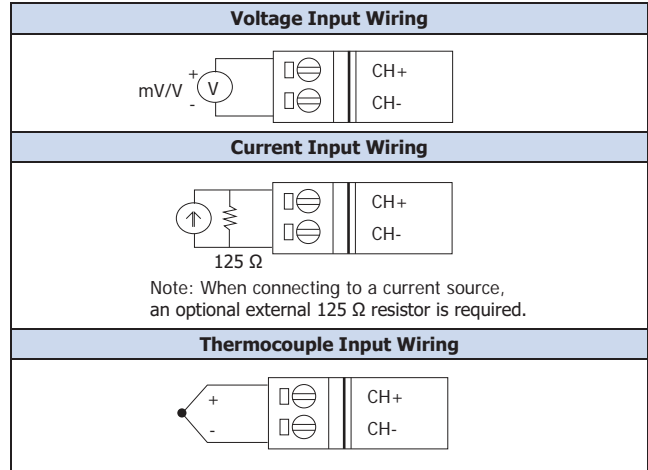 Voltage Input Wiring
mV/V
+
V
-
CH+
CH-
Current Input Wiring
CH+
CH-
125 Ω
Note: When connecting to a current source,
an optional external 125 Ω resistor is required.
Thermocouple Input Wiring
+
-
CH+
CH-